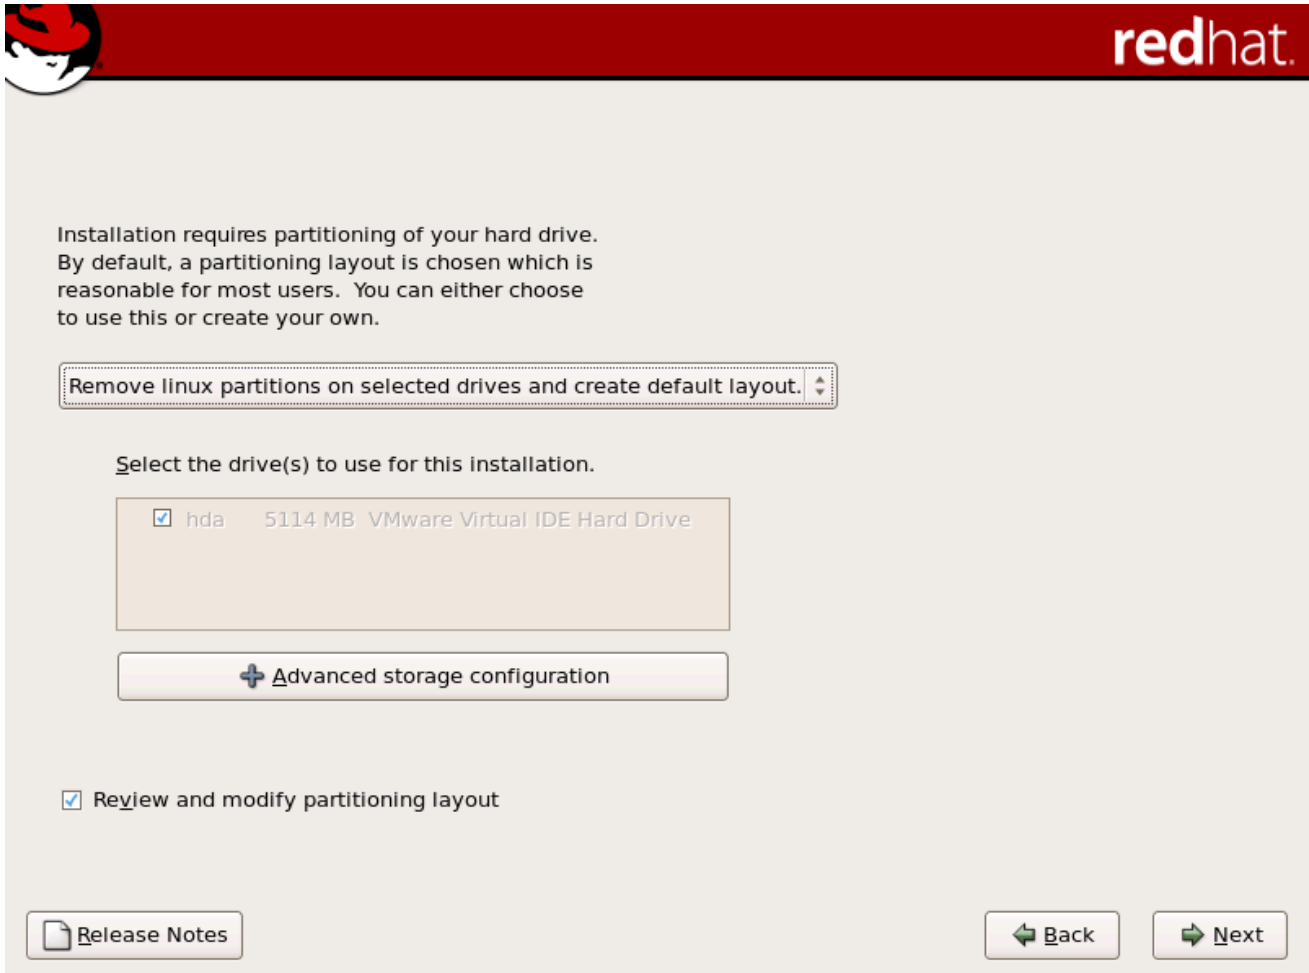 redhat.
Installation requires partitioning of your hard drive.
By default, a partitioning layout is chosen which is
reasonable for most users.  You can either choose
to use this or create your own.
Remove linux partitions on selected drives and create default layout.
Select the drive(s) to use for this installation.
hda 5114 MB VMware Virtual IDE Hard Drive
Advanced storage configuration
Review and modify partitioning layout
Release Notes Back Next